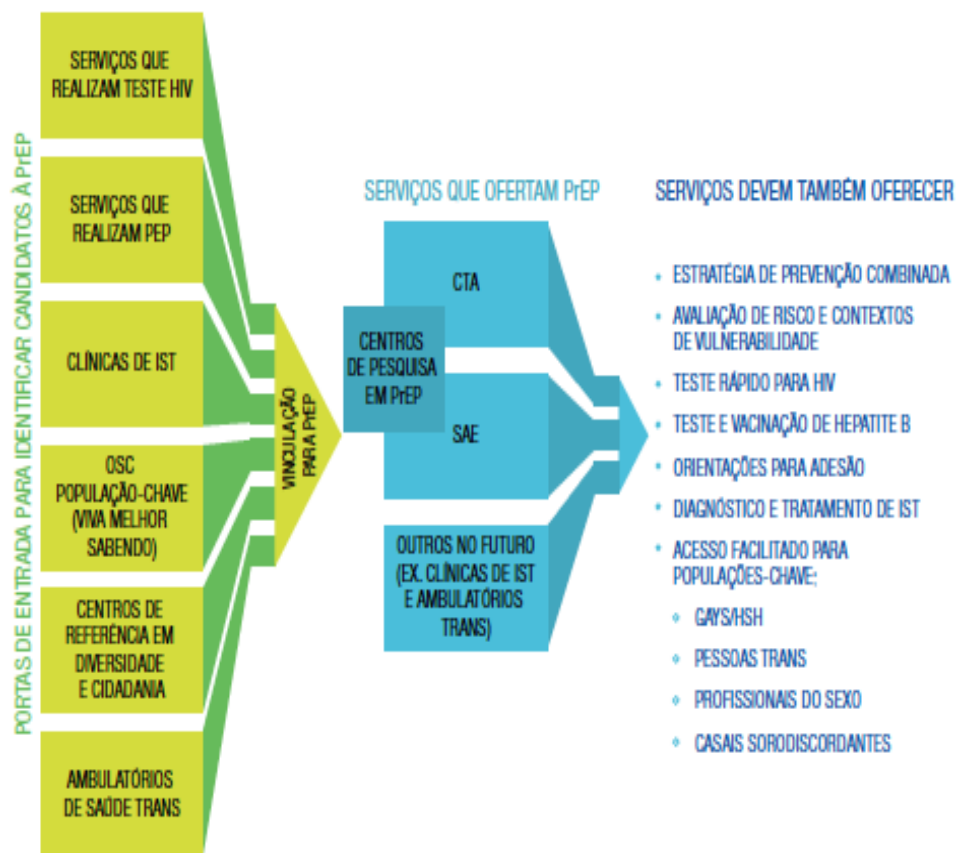 PORTAS DE ENTRADA PARA IDENTIFICAR CANDIDATOS À PrEP
SERVIÇOS QUE
REALIZAM TESTE HIV
SERVIÇOS QUE
REALIZAM PEP
CLÍNICAS DE IST
OSC
POPULAÇÃO-CHAVE
(VIVA MELHOR
SABENDO)
CENTROS DE
REFERÊNCIA EM
DIVERSIDADE
E CIDADANIA
AMBULATÓRIOS
DE SAÚDE TRANS
VINCULAÇÃO
PARA PrEP
SERVIÇOS QUE OFERTAM PrEP
CTA
CENTROS
DE PESQUISA
EM PrEP
SAE
OUTROS NO FUTURO
(EX. CLÍNICAS DE IST
E AMBULATÓRIOS
TRANS)
SERVIÇOS DEVEM TAMBÉM OFERECER
• ESTRATÉGIA DE PREVENÇÃO COMBINADA
• AVALIAÇÃO DE RISCO E CONTEXTOS
DE VULNERABILIDADE
• TESTE RÁPIDO PARA HIV
• TESTE E VACINAÇÃO DE HEPATITE B
• ORIENTAÇÕES PARA ADESÃO
• DIAGNÓSTICO E TRATAMENTO DE IST
• ACESSO FACILITADO PARA
POPULAÇÕES-CHAVE:
GAYS/HSH
PESSOAS TRANS
PROFISSIONAIS DO SEXO
CASAIS SORODISCORDANTES